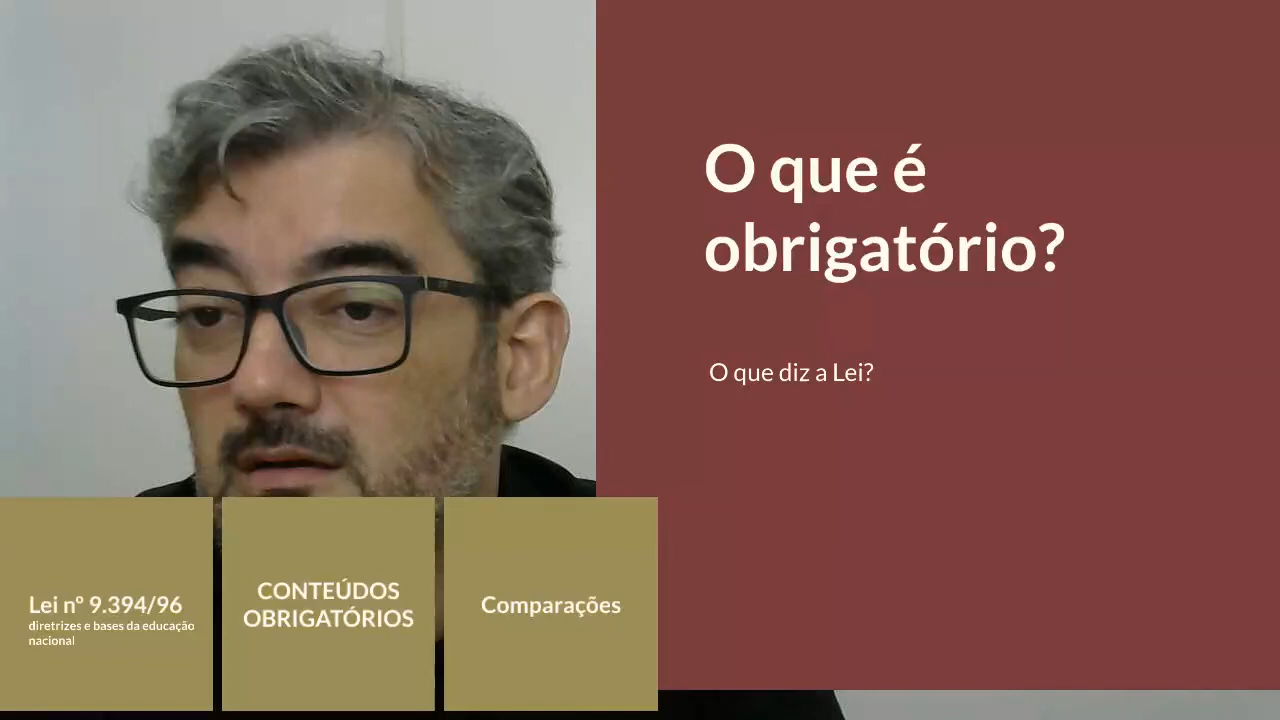 O que é
obrigatório?
O que diz a Lei?
Lei nº 9.394/96
diretrizes e bases da educação
nacional
CONTEÚDOS
OBRIGATÓRIOS
Comparações